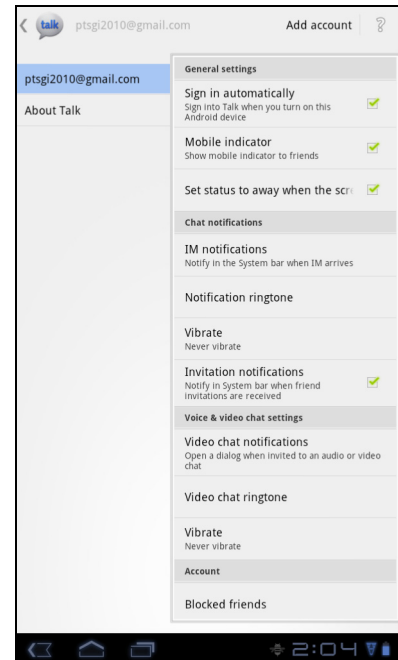 talk ptsgi2010@gmail.com Add account ?
ptsgi2010@gmail.com
About Talk
General settings
Sign in automatically
Sign into Talk when you turn on this
Android device
Mobile indicator
Show mobile indicator to friends
Set status to away when the scre
Chat notifications
IM notifications
Notify in the System bar when IM arrives
Notification ringtone
Vibrate
Never vibrate
Invitation notifications
Notify in System bar when friend
invitations are received
Voice & video chat settings
Video chat notifications
Open a dialog when invited to an audio or video
chat
Video chat ringtone
Vibrate
Never vibrate
Account
Blocked friends
2:04